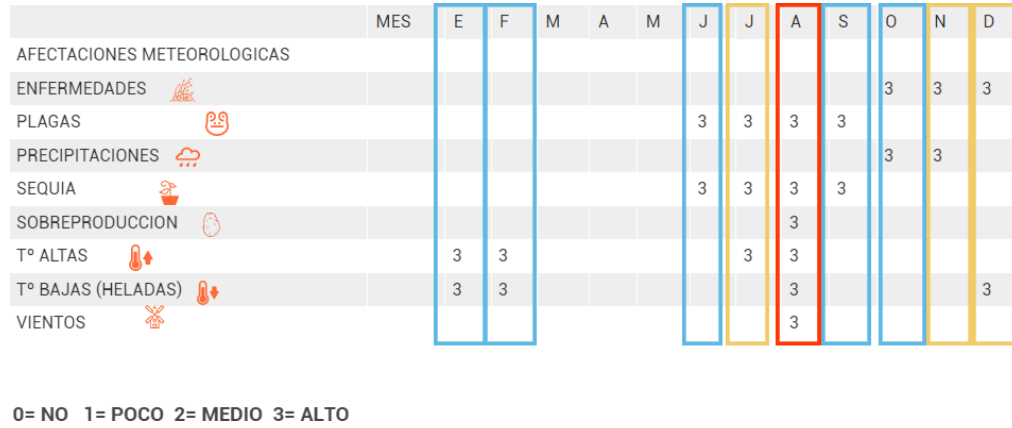 MES E F M A M J J A S O N D
AFECTACIONES METEOROLOGICAS
ENFERMEDADES 3 3 3
PLAGAS 3 3 3 3
PRECIPITACIONES 3 3
SEQUIA 3 3 3 3
SOBREPRODUCCION 3
Tº ALTAS 3 3 3 3
Tº BAJAS (HELADAS) 3 3 3 3
VIENTOS 3
0= NO 1= POCO 2= MEDIO 3= ALTO